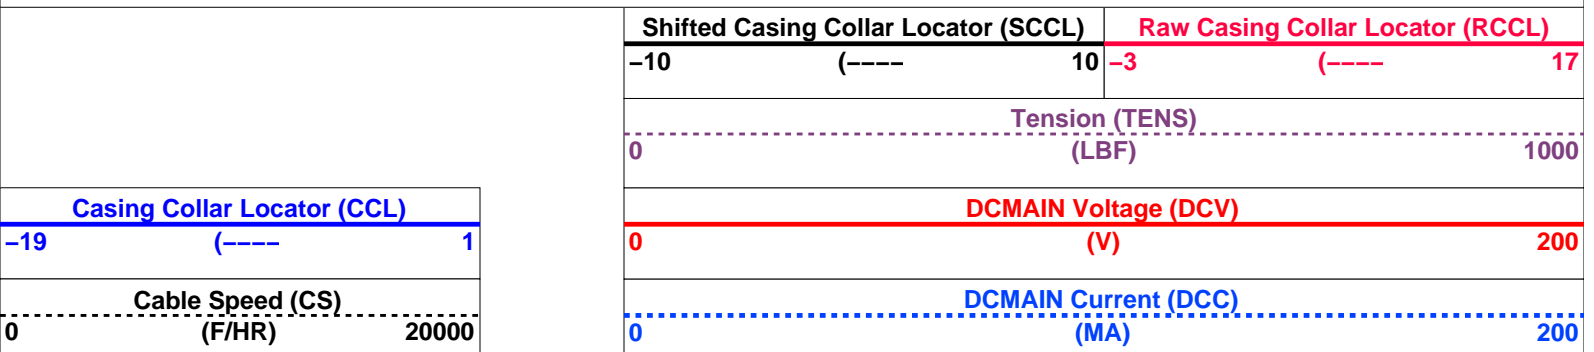 Shifted Casing Collar Locator (SCCL) Raw Casing Collar Locator (RCCL)
−10 (−−−− 10 −3 (−−−− 17
Tension (TENS)
0 (LBF) 1000
Casing Collar Locator (CCL) DCMAIN Voltage (DCV)
−19 (−−−− 1 0 (V) 200
Cable Speed (CS) DCMAIN Current (DCC)
0 (F/HR) 20000 0 (MA) 200